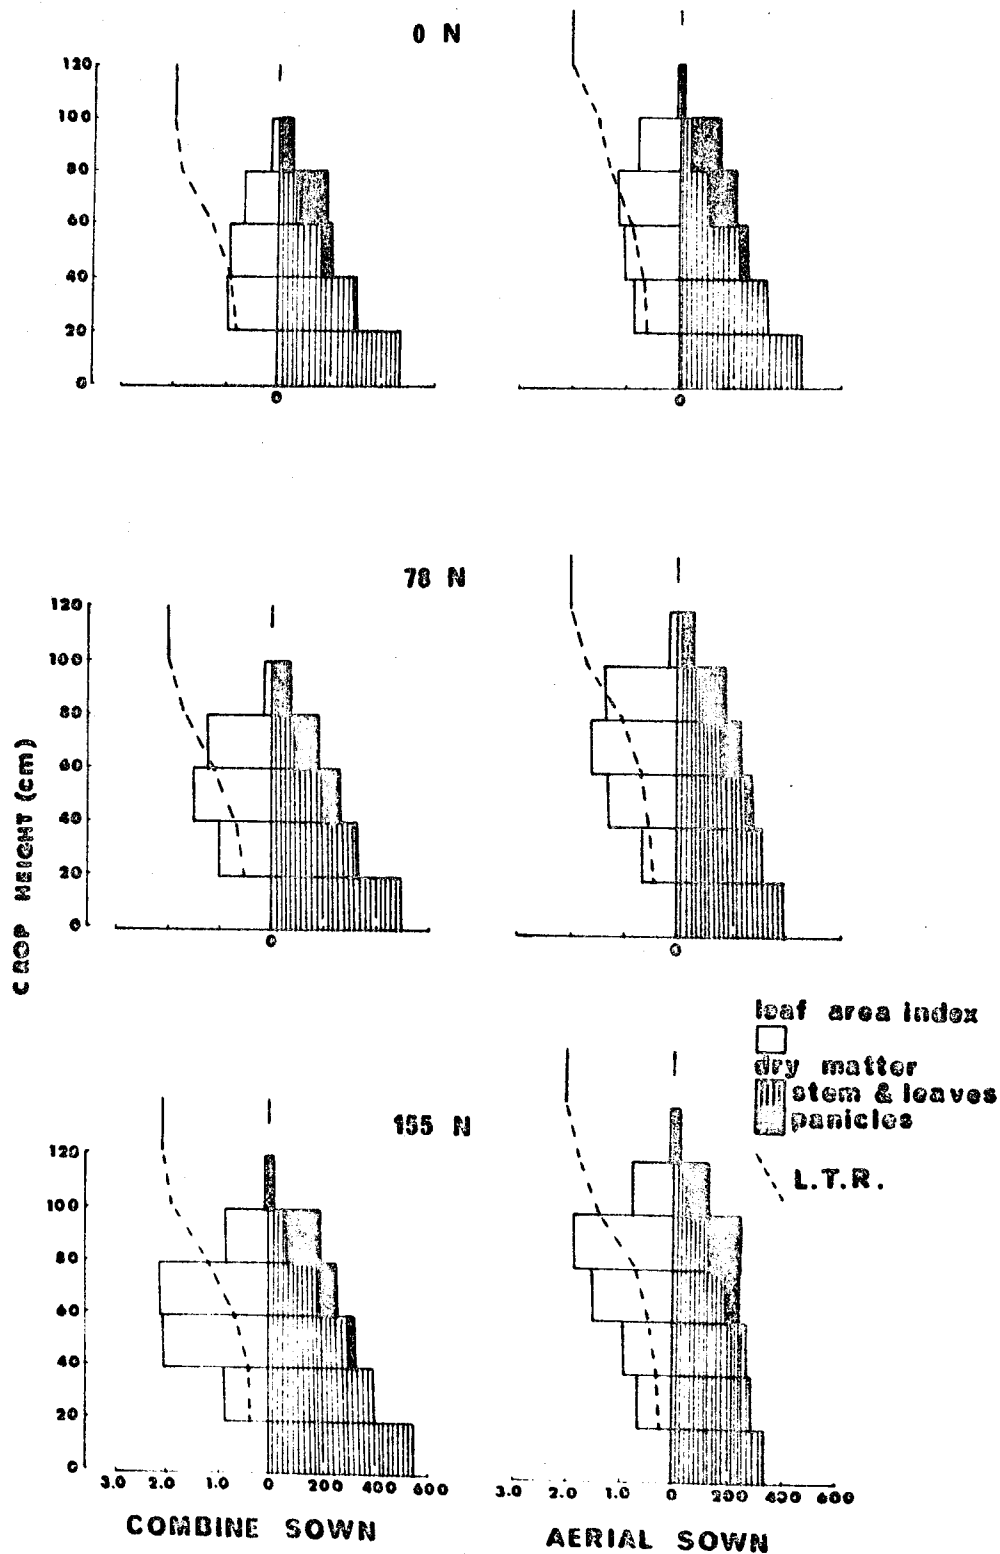 0 N
120
100
80
60
40
20
0
0
0
78 N
120
100
80
60
40
20
0
0
0
CROP HEIGHT (cm)
leaf area index
dry matter
stem & leaves
panicles
L.T.R.
155 N
120
100
80
60
40
20
0
3.0 2.0 1.0 0 200 400 600
3.0 2.0 1.0 0 200 400 600
COMBINE SOWN
AERIAL SOWN